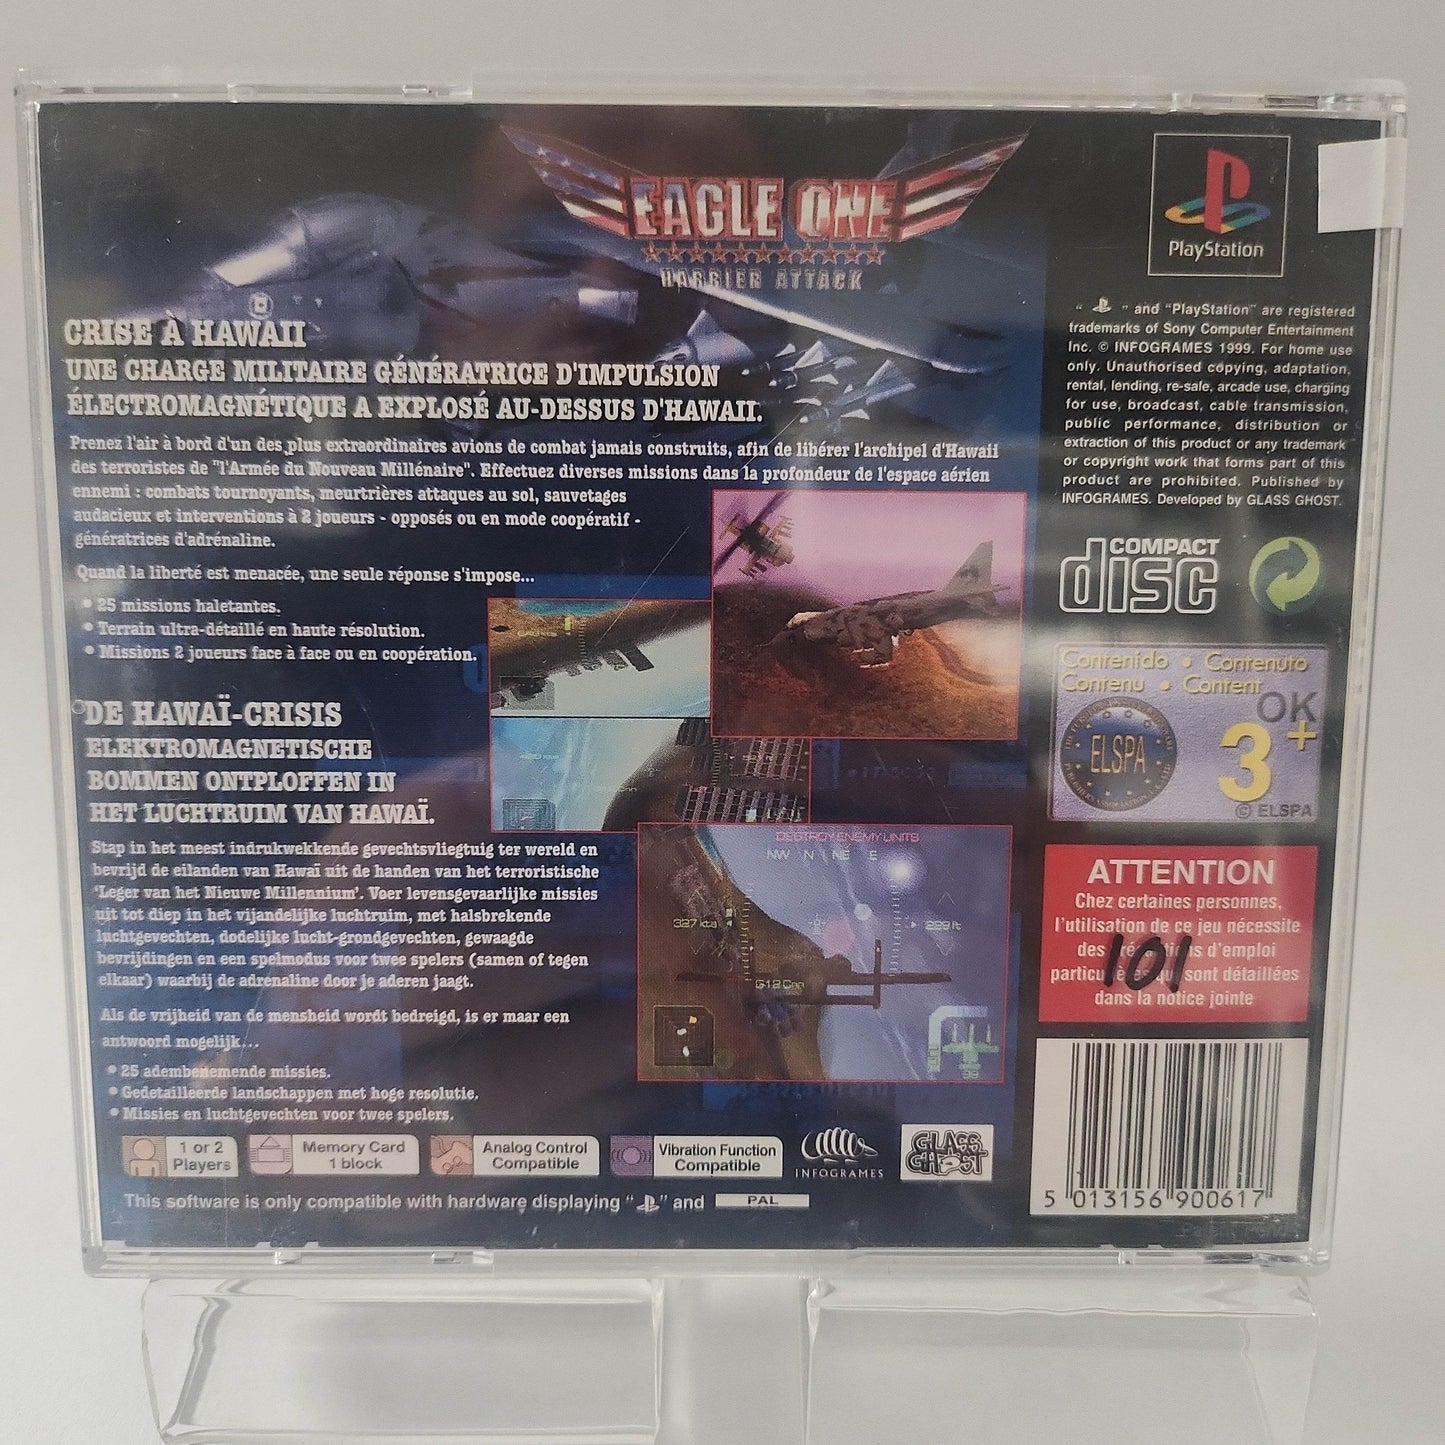 EAGLE ONE
HARRIER ATTACK
PlayStation
CRISE À HAWAII
UNE CHARGE MILITAIRE GÉNÉRATRICE D'IMPULSION
ÉLECTROMAGNÉTIQUE A EXPLOSÉ AU-DESSUS D'HAWAII.
Prenez l'air à bord d'un des plus extraordinaires avions de combat jamais construits, afin de libérer l'archipel d'Hawaii
des terroristes de "l'Armée du Nouveau Millénaire". Effectuez diverses missions dans la profondeur de l'espace aérien
ennemi : combats tournoyants, meurtrières attaques au sol, sauvetages
audacieux et interventions à 2 joueurs - opposés ou en mode coopératif -
génératrices d'adrénaline.
Quand la liberté est menacée, une seule réponse s'impose...
• 25 missions haletantes.
• Terrain ultra-détaillé en haute résolution.
• Missions 2 joueurs face à face ou en coopération.
DE HAWAÏ-CRISIS
ELEKTROMAGNETISCHE
BOMMEN ONTPLOFFEN IN
HET LUCHTRUIM VAN HAWAÏ.
Stap in het meest indrukwekkende gevechtsvliegtuig ter wereld en
bevrijd de eilanden van Hawaï uit de handen van het terroristische
'Leger van het Nieuwe Millennium'. Voer levensgevaarlijke missies
uit tot diep in het vijandelijke luchtruim, met halsbrekende
luchtgevechten, dodelijke lucht-grondgevechten, gewaagde
bevrijdingen en een spelmodus voor twee spelers (samen of tegen
elkaar) waarbij de adrenaline door je aderen jaagt.
Als de vrijheid van de mensheid wordt bedreigd, is er maar een
antwoord mogelijk...
• 25 adembenemende missies.
• Gedetailleerde landschappen met hoge resolutie.
• Missies en luchtgevechten voor twee spelers.
DESTROY ENEMY UNITS
NW N NE E
327 kts
229 ft
FUEL
99
" " and "PlayStation" are registered
trademarks of Sony Computer Entertainment
Inc. © INFOGRAMES 1999. For home use
only. Unauthorised copying, adaptation,
rental, lending, re-sale, arcade use, charging
for use, broadcast, cable transmission,
public performance, distribution or
extraction of this product or any trademark
or copyright work that forms part of this
product are prohibited. Published by
INFOGRAMES. Developed by GLASS GHOST.
COMPACT
disc
Contenido • Contenuto
Contenu • Content
OK
ELSPA
3+
© ELSPA
ATTENTION
Chez certaines personnes,
l'utilisation de ce jeu nécessite
des d'emploi
sont détaillées
dans la notice jointe
101
1 or 2
Players
Memory Card
1 block
Analog Control
Compatible
Vibration Function
Compatible
INFOGRAMES
GLASS
GHOST
This software is only compatible with hardware displaying " " and PAL
5 013156 900617